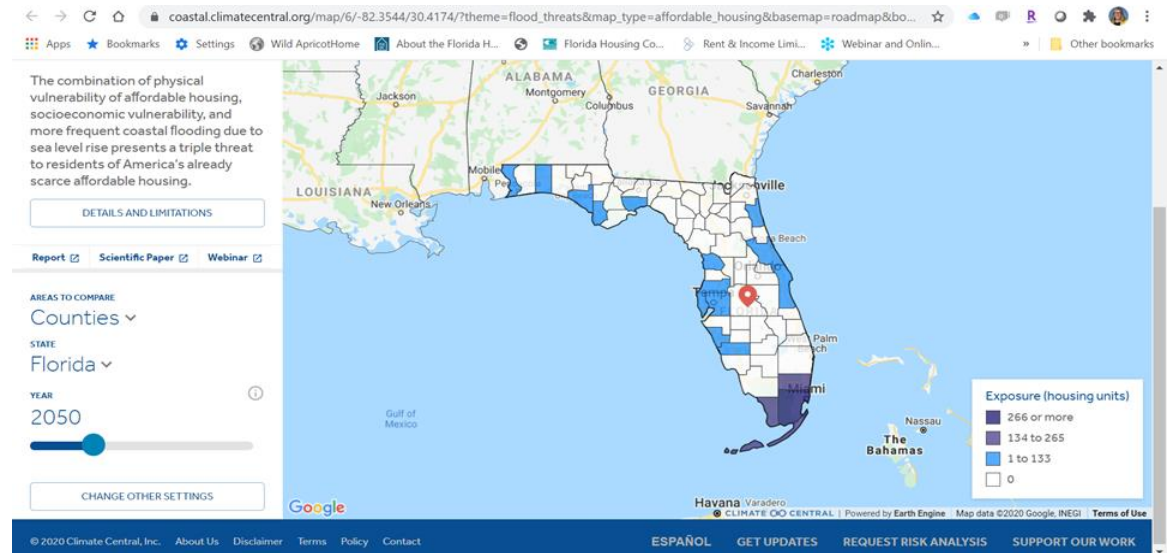 coastal.climatecentral.org/map/6/-82.3544/30.4174/?theme=flood_threats&map_type=affordable_housing&basemap=roadmap&bo...
Apps Bookmarks Settings Wild ApricotHome About the Florida H... Florida Housing Co... Rent & Income Limi... Webinar and Onlin... » Other bookmarks
The combination of physical
vulnerability of affordable housing,
socioeconomic vulnerability, and
more frequent coastal flooding due to
sea level rise presents a triple threat
to residents of America's already
scarce affordable housing.
DETAILS AND LIMITATIONS
Report Scientific Paper Webinar
AREAS TO COMPARE
Counties
STATE
Florida
YEAR
2050
CHANGE OTHER SETTINGS
ALABAMA
Charleston
Jackson
Montgomery
GEORGIA
Columbus
Savannah
Mobile
LOUISIANA
New Orleans
Orlando
Tampa
FLORIDA
Palm
Miami
Gulf of
Mexico
Nassau
The
Bahamas
Havana Varadero
Exposure (housing units)
266 or more
134 to 265
1 to 133
0
Google
CLIMATE CENTRAL | Powered by Earth Engine Map data ©2020 Google, INEGI Terms of Use
© 2020 Climate Central, Inc. About Us Disclaimer Terms Policy Contact ESPAÑOL GET UPDATES REQUEST RISK ANALYSIS SUPPORT OUR WORK